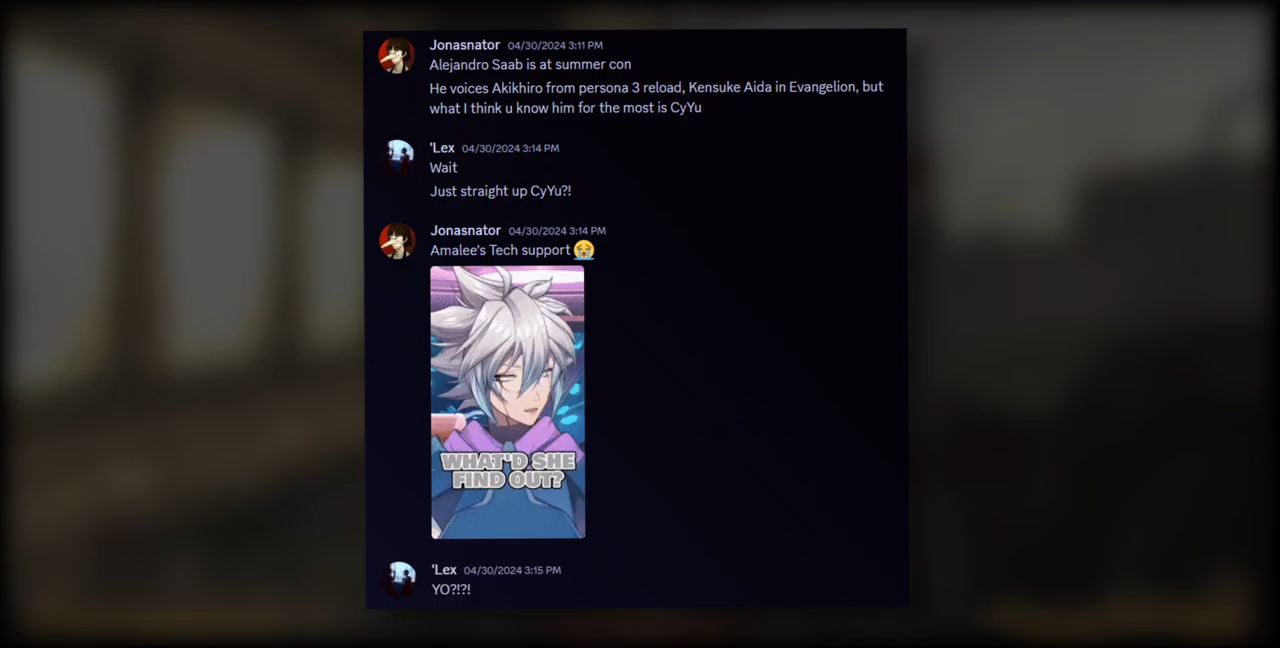 Jonasnator 04/30/2024 3:11 PM
Alejandro Saab is at summer con
He voices Akikhiro from persona 3 reload, Kensuke Aida in Evangelion, but
what I think u know him for the most is CyYu
'Lex 04/30/2024 3:14 PM
Wait
Just straight up CyYu?!
Jonasnator 04/30/2024 3:14 PM
Amalee's Tech support 😭
WHAT'D SHE
FIND OUT?
'Lex 04/30/2024 3:15 PM
YO?!?!